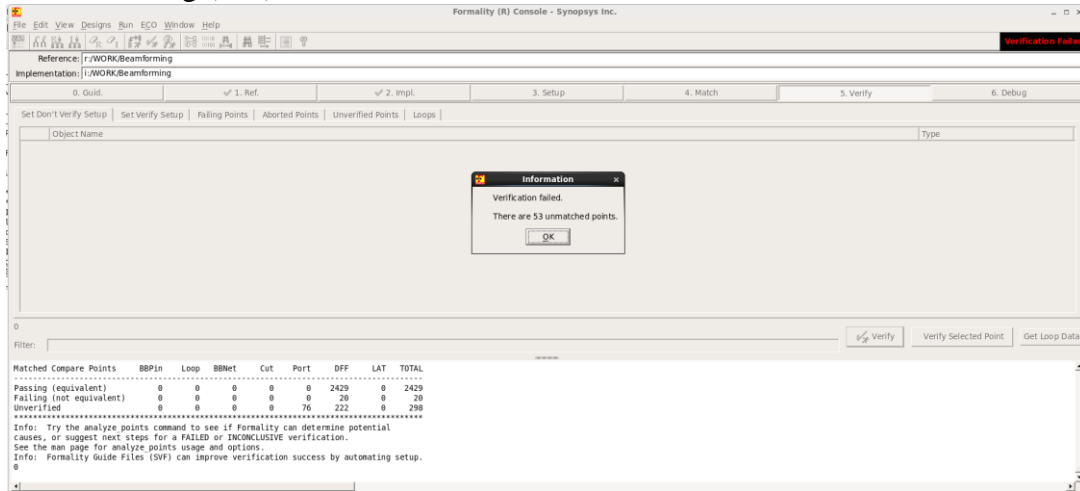 Formality (R) Console - Synopsys Inc.
File Edit View Designs Run ECO Window Help
Verification Failed
Reference: r:/WORK/Beamforming
Implementation: i:/WORK/Beamforming
0. Guid. 1. Ref. 2. Impl. 3. Setup 4. Match 5. Verify 6. Debug
Set Don't Verify Setup Set Verify Setup Failing Points Aborted Points Unverified Points Loops
Object Name Type
Information
Verification failed.
There are 53 unmatched points.
OK
0
Verify Verify Selected Point Get Loop Data
Filter:
Matched Compare Points BBPin Loop BBNet Cut Port DFF LAT TOTAL
Passing (equivalent) 0 0 0 0 0 2429 0 2429
Failing (not equivalent) 0 0 0 0 0 20 0 20
Unverified 0 0 0 0 76 222 0 298
Info: Try the analyze_points command to see if Formality can determine potential
causes, or suggest next steps for a FAILED or INCONCLUSIVE verification.
See the man page for analyze_points usage and options.
Info: Formality Guide Files (SVF) can improve verification success by automating setup.
0